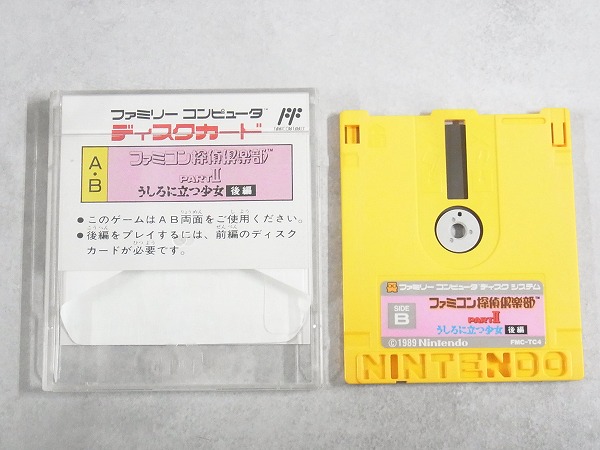 ファミリー コンピュータ™
ディスクカード
A・B
ファミコン探偵倶楽部™
PART II
うしろに立つ少女 後編
●このゲームはＡＢ両面をご使用ください。
●後編をプレイするには、前編のディスク
カードが必要です。
ファミリー コンピュータ ディスク システム
SIDE
B
ファミコン探偵倶楽部™
PART II
うしろに立つ少女 後編
©1989 Nintendo
FMC-TC4
NINTENDO